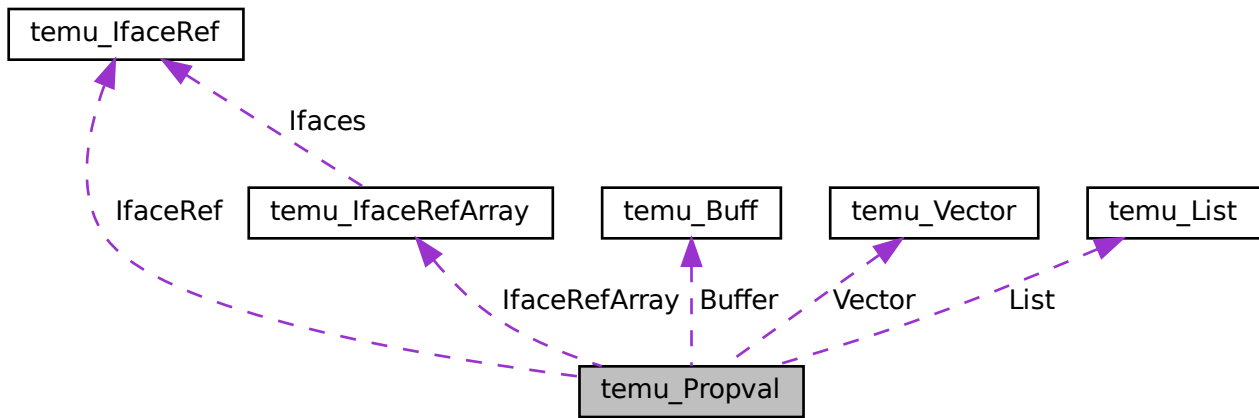 temu_IfaceRef
Ifaces
IfaceRef
temu_IfaceRefArray
temu_Buff
temu_Vector
temu_List
IfaceRefArray
Buffer
Vector
List
temu_Propval